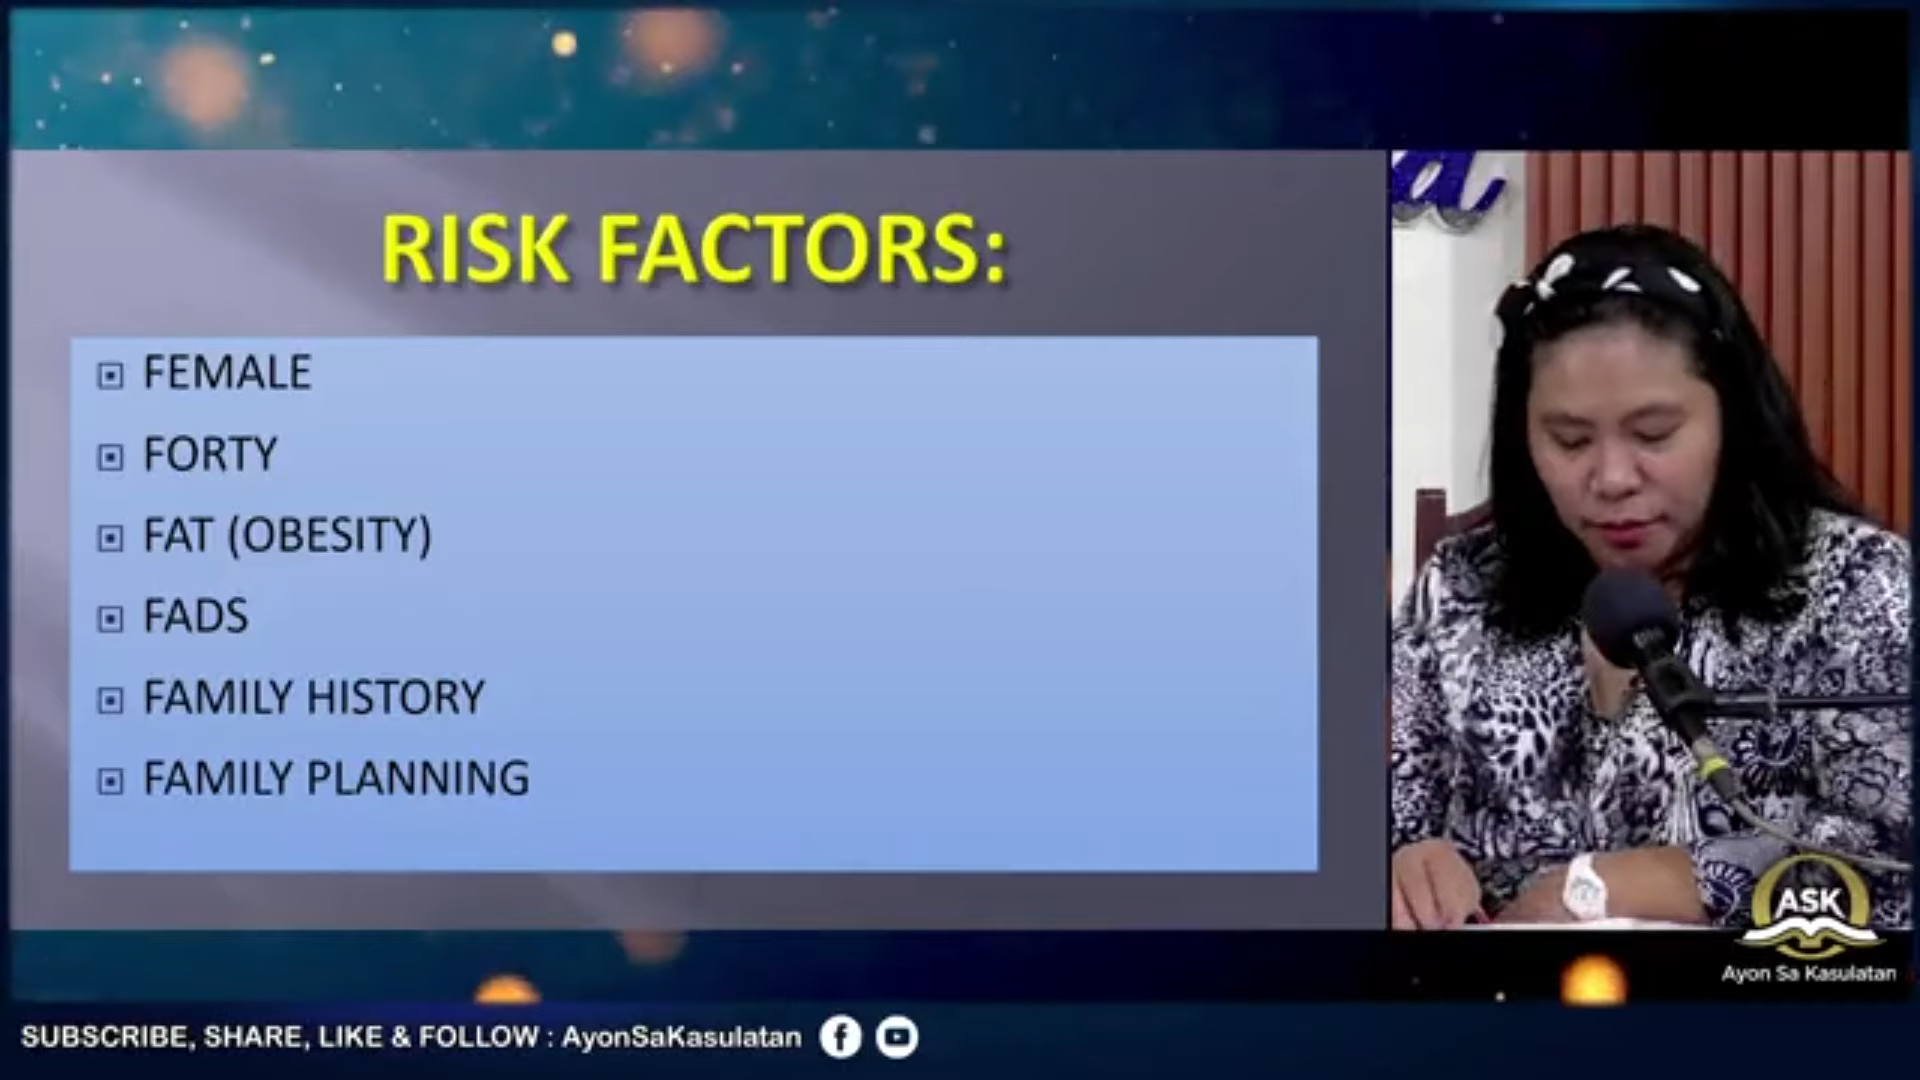 RISK FACTORS:
FEMALE
FORTY
FAT (OBESITY)
FADS
FAMILY HISTORY
FAMILY PLANNING
ASK
Ayon Sa Kasulatan
SUBSCRIBE, SHARE, LIKE & FOLLOW : AyonSaKasulatan